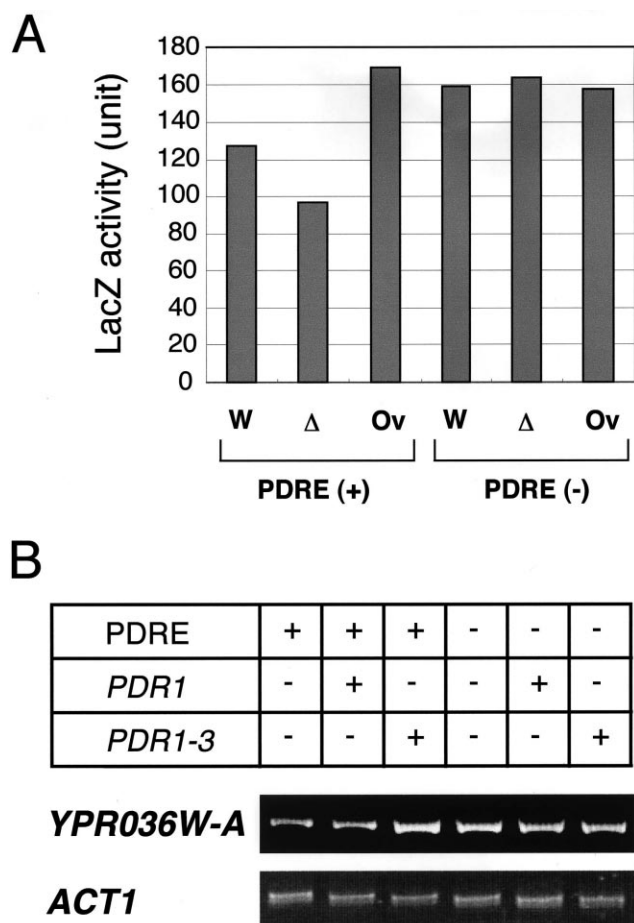 A
LacZ activity (unit)
180
160
140
120
100
80
60
40
20
0
W Δ Ov W Δ Ov
PDRE (+) PDRE (-)
B
PDRE + + + - - -
PDR1 - + - - + -
PDR1-3 - - + - - +
YPR036W-A
ACT1